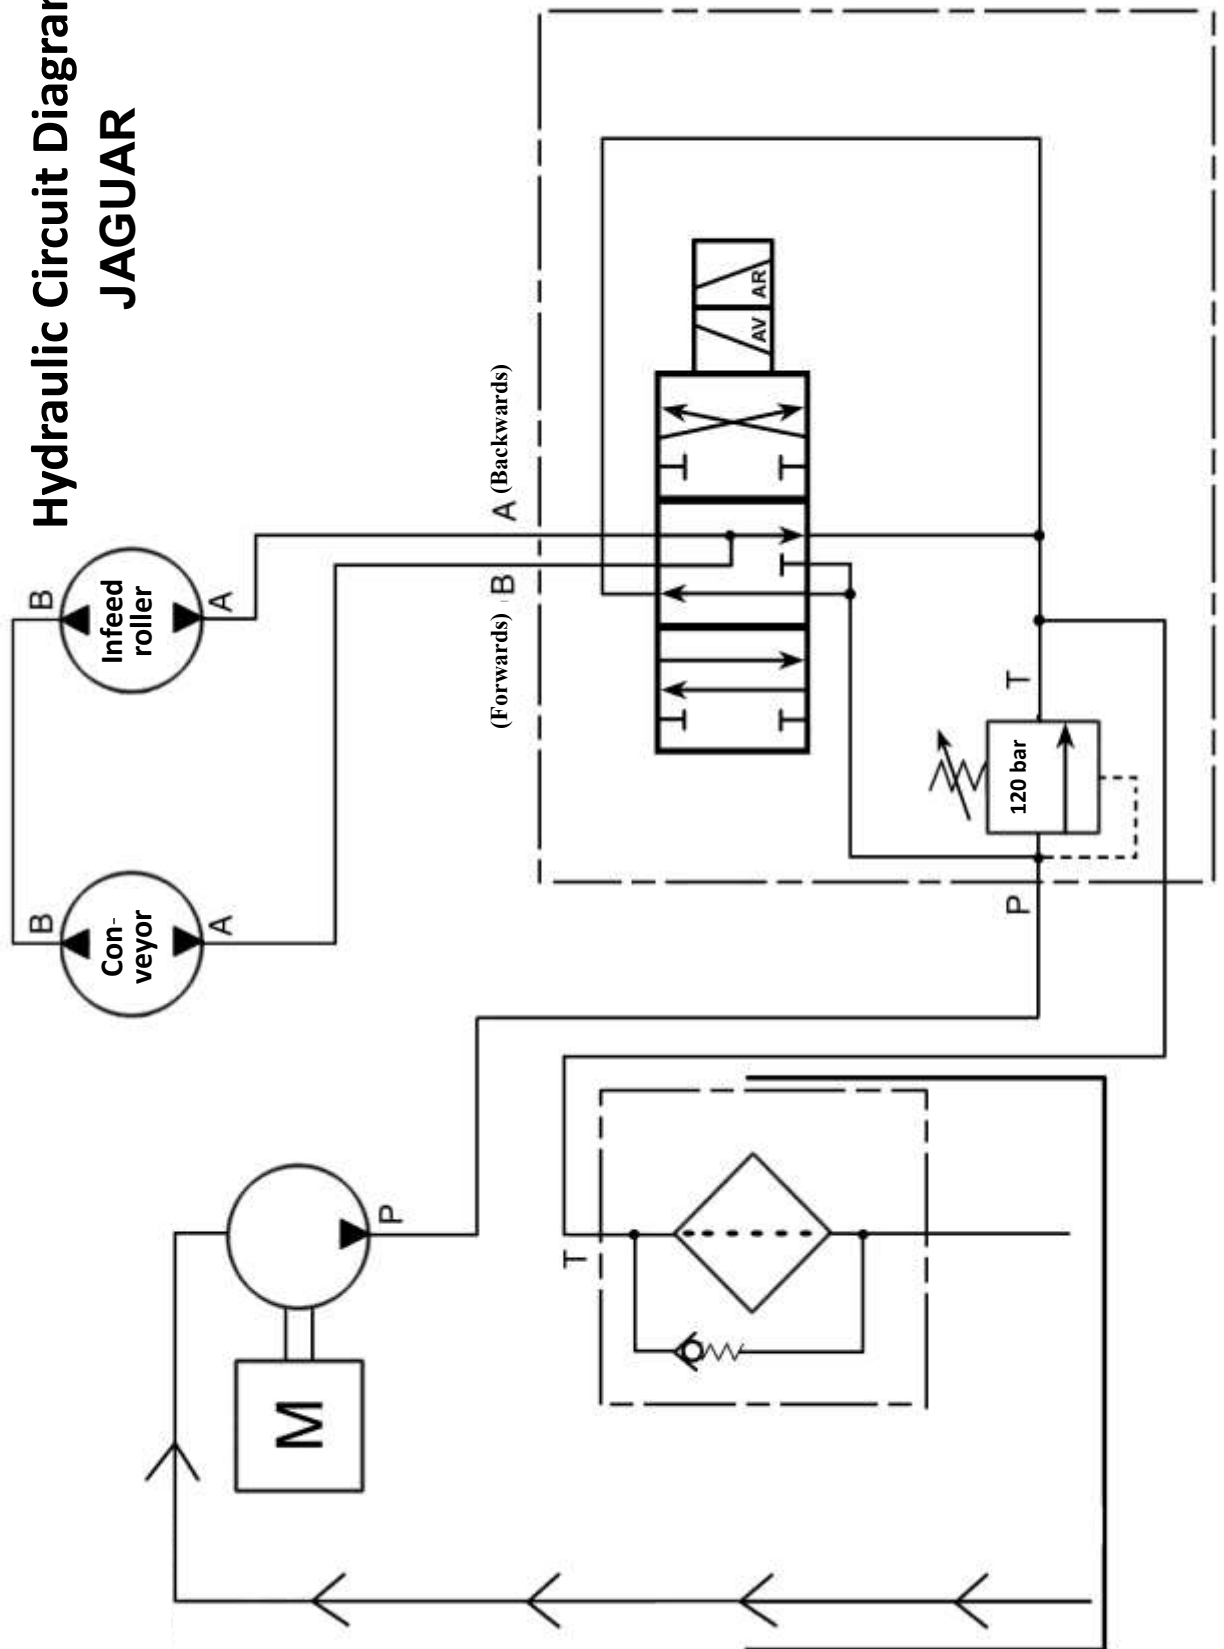 Hydraulic Circuit Diagram
JAGUAR
B
B
Con-
veyor
Infeed
roller
A
A
M
P
(Forwards)
B
A
(Backwards)
T
AV
AR
P
120 bar
T